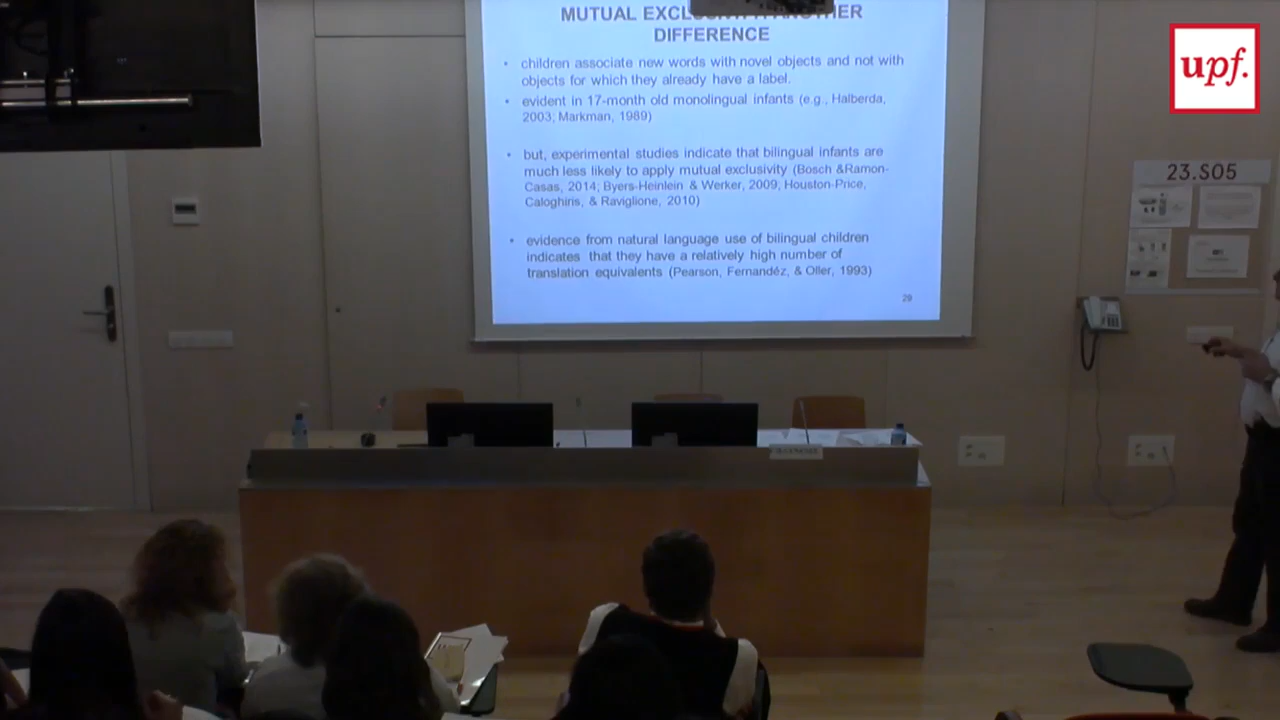 MUTUAL EXCLUSIVITY: ANOTHER
DIFFERENCE
• children associate new words with novel objects and not with
objects for which they already have a label.
• evident in 17-month old monolingual infants (e.g., Halberda,
2003; Markman, 1989)
• but, experimental studies indicate that bilingual infants are
much less likely to apply mutual exclusivity (Bosch &Ramon-
Casas, 2014; Byers-Heinlein & Werker, 2009; Houston-Price,
Caloghiris, & Raviglione, 2010)
• evidence from natural language use of bilingual children
indicates that they have a relatively high number of
translation equivalents (Pearson, Fernandéz, & Oller, 1993)
29
upf.
23.S05